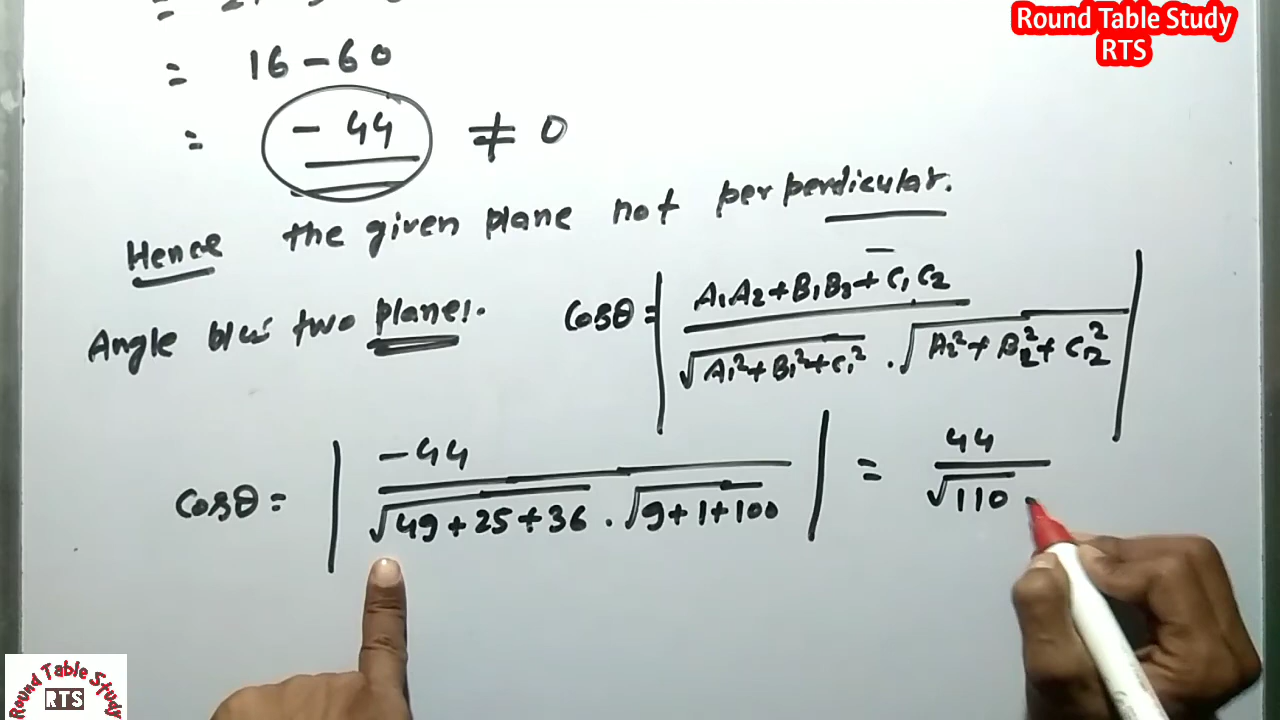 Round Table Study
RTS
= 16 - 60
= - 44 ≠ 0
Hence the given plane not perpendicular.
Angle b/w two planes. Cosθ = | A₁A₂ + B₁B₂ + C₁C₂ / √A₁² + B₁² + C₁² . √A₂² + B₂² + C₂² |
Cosθ = | -44 / √49 + 25 + 36 . √9 + 1 + 100 | = 44 / √110 .
Round Table Study
RTS